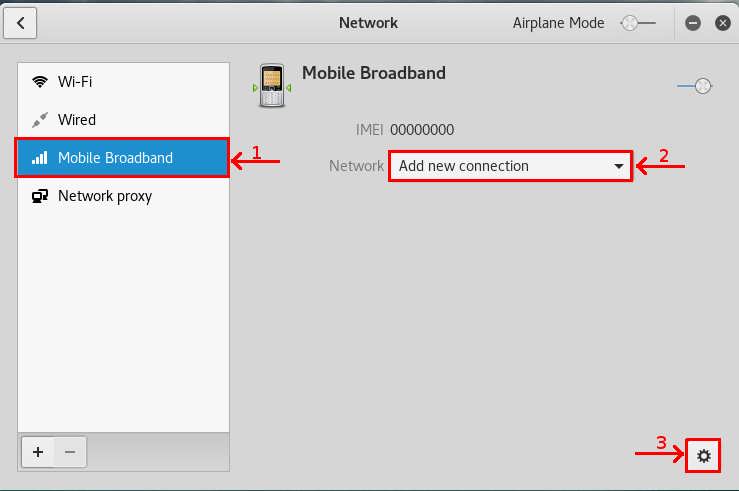 Network
Airplane Mode
Wi-Fi
Wired
Mobile Broadband
Network proxy
1
Mobile Broadband
IMEI 00000000
Network Add new connection
2
3